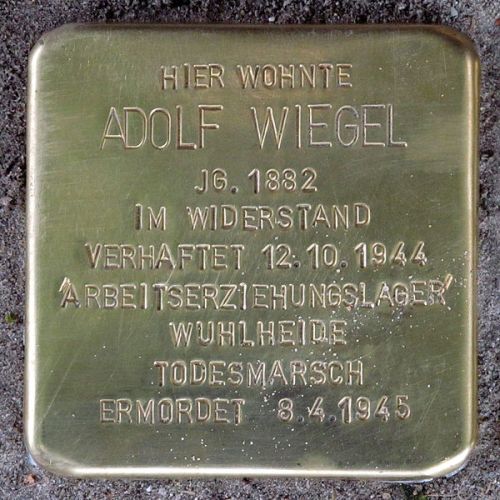 HIER WOHNTE
ADOLF WIEGEL
JG. 1882
IM WIDERSTAND
VERHAFTET 12.10.1944
'ARBEITSERZIEHUNGSLAGER'
WUHLHEIDE
TODESMARSCH
ERMORDET 8.4.1945